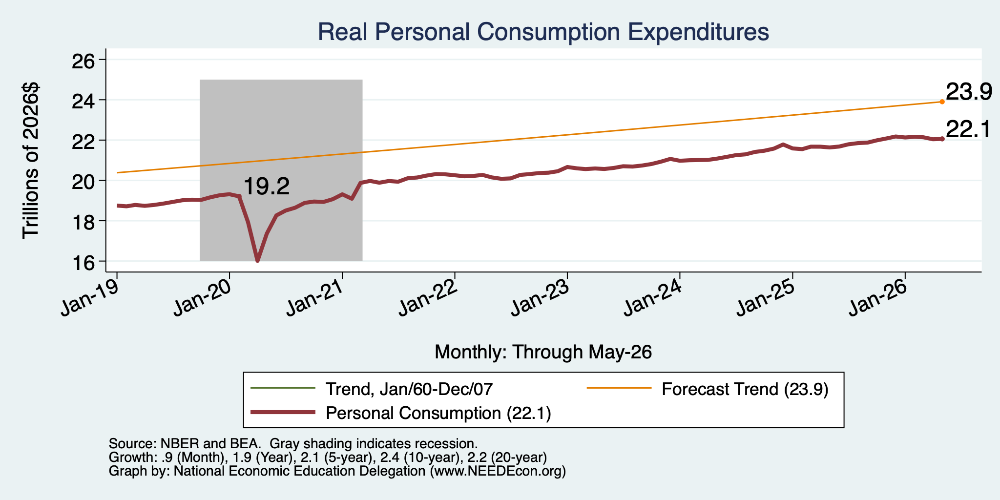 Real Personal Consumption Expenditures
Trillions of 2026$
26
24
22
20
18
16
23.9
22.1
19.2
Jan-19
Jan-20
Jan-21
Jan-22
Jan-23
Jan-24
Jan-25
Jan-26
Monthly: Through May-26
Trend, Jan/60-Dec/07
Forecast Trend (23.9)
Personal Consumption (22.1)
Source: NBER and BEA.  Gray shading indicates recession.
Growth: .9 (Month), 1.9 (Year), 2.1 (5-year), 2.4 (10-year), 2.2 (20-year)
Graph by: National Economic Education Delegation (www.NEEDEcon.org)